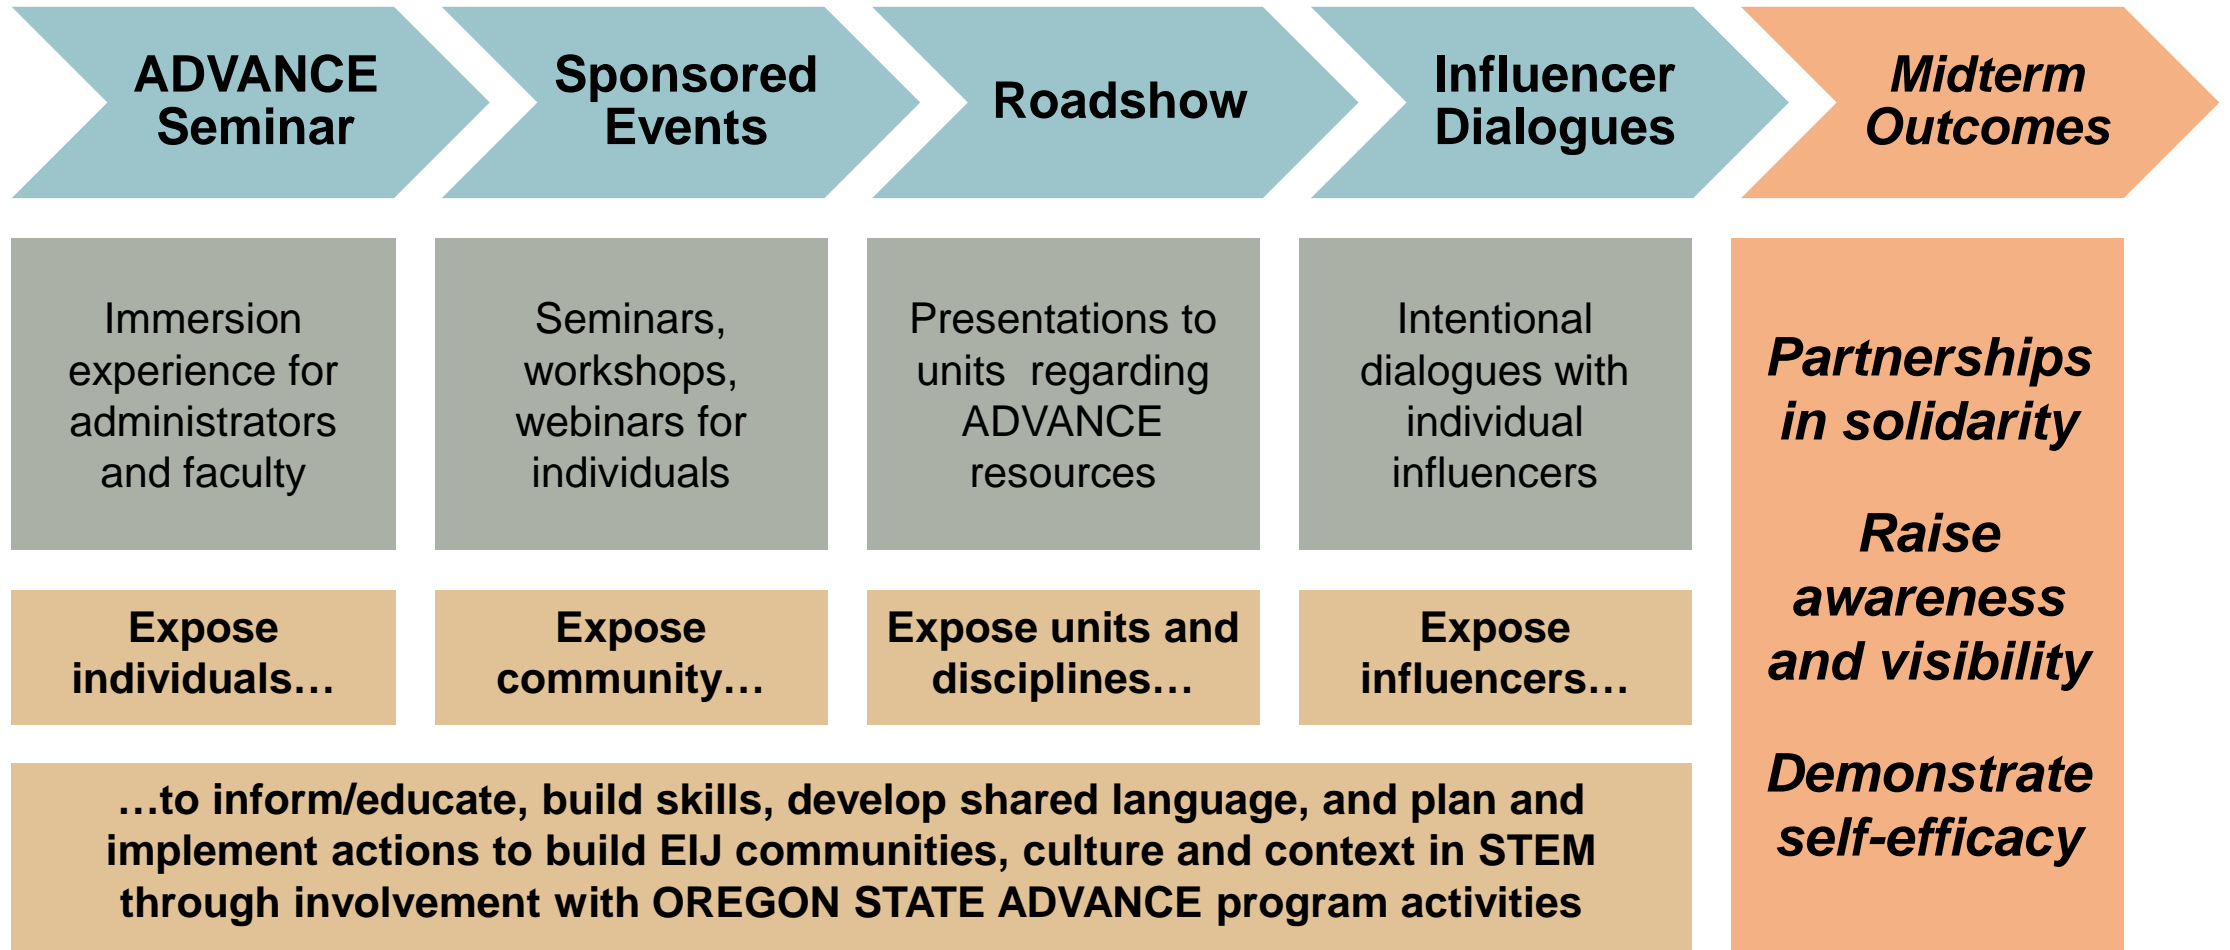 ADVANCE
Seminar
Sponsored
Events
Roadshow
Influencer
Dialogues
Midterm
Outcomes
Immersion
experience for
administrators
and faculty
Seminars,
workshops,
webinars for
individuals
Presentations to
units  regarding
ADVANCE
resources
Intentional
dialogues with
individual
influencers
Expose
individuals…
Expose
community…
Expose units and
disciplines…
Expose
influencers…
…to inform/educate, build skills, develop shared language, and plan and
implement actions to build EIJ communities, culture and context in STEM
through involvement with OREGON STATE ADVANCE program activities
Partnerships
in solidarity
Raise
awareness
and visibility
Demonstrate
self-efficacy